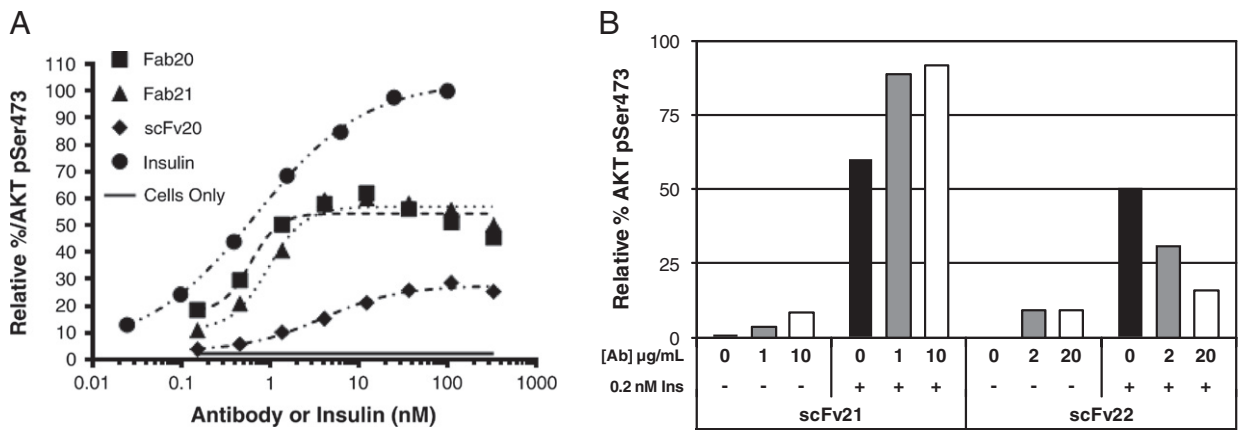 A
Fab20
Fab21
scFv20
Insulin
Cells Only
Relative %/AKT pSer473
110
100
90
80
70
60
50
40
30
20
10
0
0.01 0.1 1 10 100 1000
Antibody or Insulin (nM)
B
Relative % AKT pSer473
100
75
50
25
0
[Ab] µg/mL 0 1 10 0 1 10 0 2 20 0 2 20
0.2 nM Ins - - - + + + - - - + + +
scFv21 scFv22